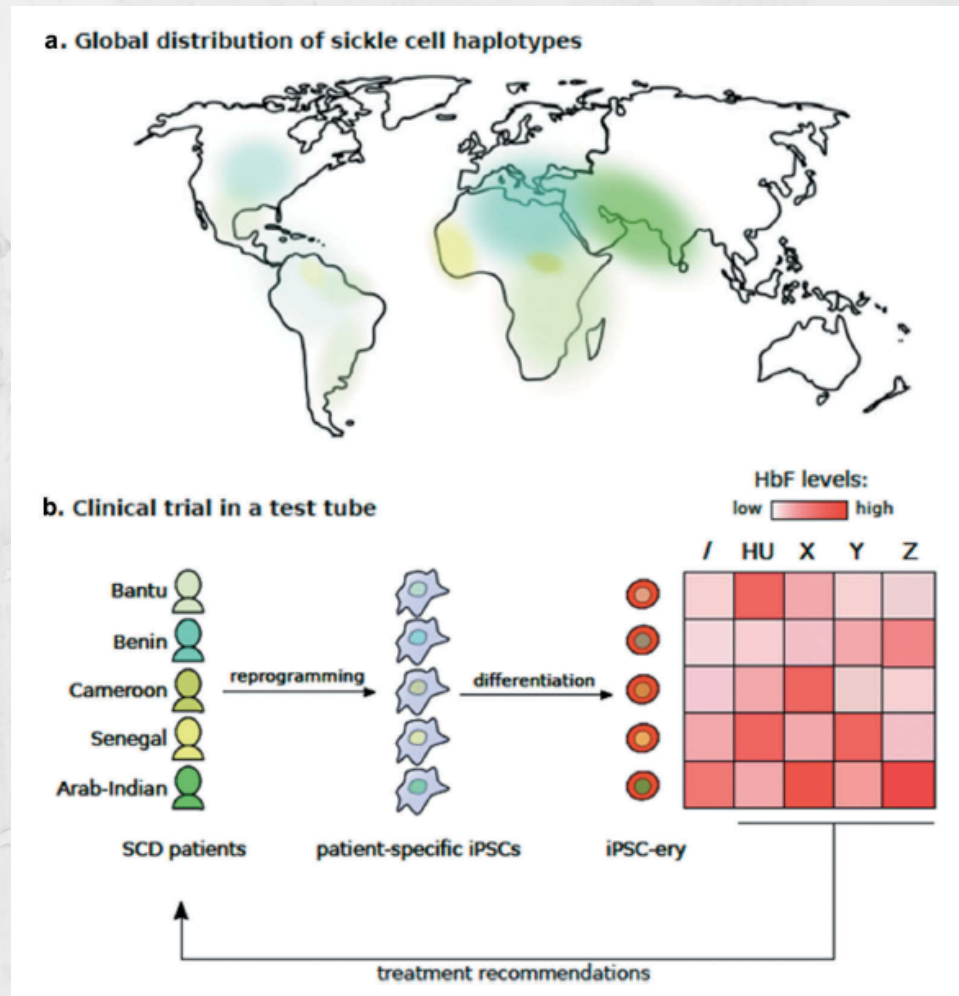 a. Global distribution of sickle cell haplotypes
b. Clinical trial in a test tube
HbF levels:
low high
/ HU X Y Z
Bantu
Benin
Cameroon
Senegal
Arab-Indian
reprogramming
differentiation
SCD patients patient-specific iPSCs iPSC-ery
treatment recommendations